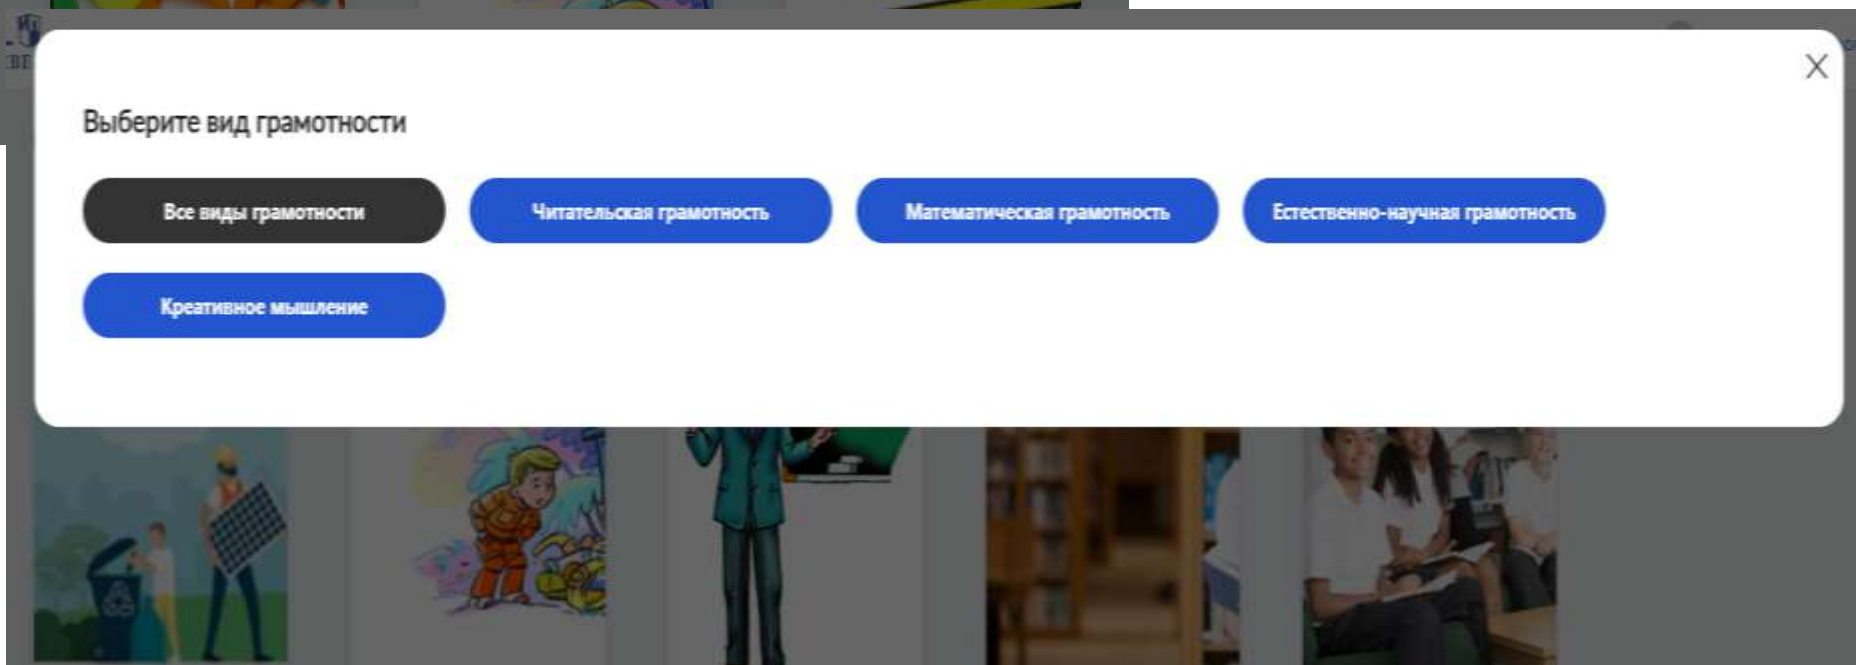 Выберите вид грамотности
Все виды грамотности
Читательская грамотность
Математическая грамотность
Естественно-научная грамотность
Креативное мышление